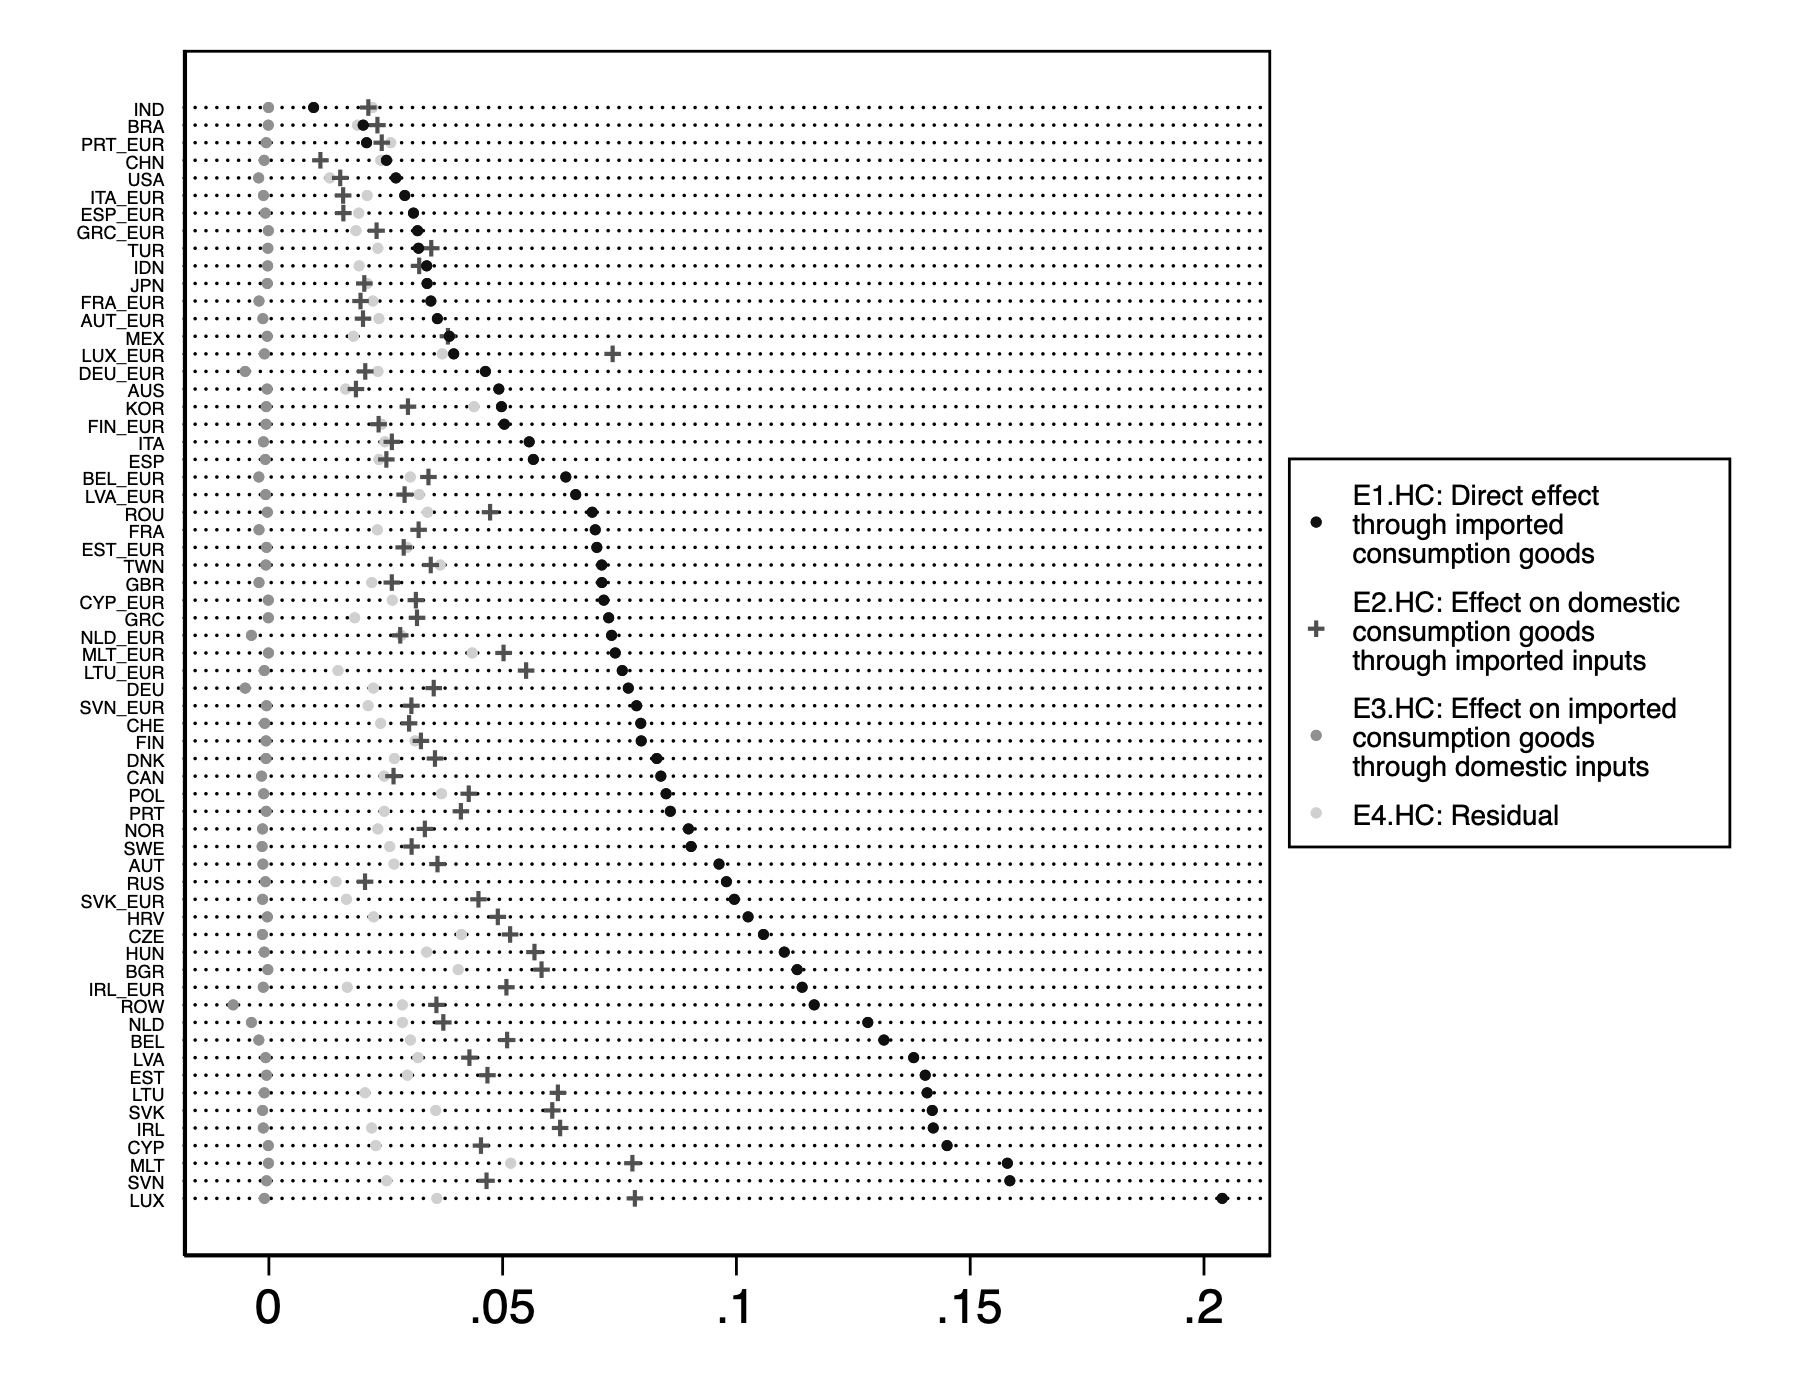 IND
BRA
PRT_EUR
CHN
USA
ITA_EUR
ESP_EUR
GRC_EUR
TUR
IDN
JPN
FRA_EUR
AUT_EUR
MEX
LUX_EUR
DEU_EUR
AUS
KOR
FIN_EUR
ITA
ESP
BEL_EUR
LVA_EUR
ROU
FRA
EST_EUR
TWN
GBR
CYP_EUR
GRC
NLD_EUR
MLT_EUR
LTU_EUR
DEU
SVN_EUR
CHE
FIN
DNK
CAN
POL
PRT
NOR
SWE
AUT
RUS
SVK_EUR
HRV
CZE
HUN
BGR
IRL_EUR
ROW
NLD
BEL
LVA
EST
LTU
SVK
IRL
CYP
MLT
SVN
LUX
0 .05 .1 .15 .2
E1.HC: Direct effect
through imported
consumption goods
E2.HC: Effect on domestic
consumption goods
through imported inputs
E3.HC: Effect on imported
consumption goods
through domestic inputs
E4.HC: Residual